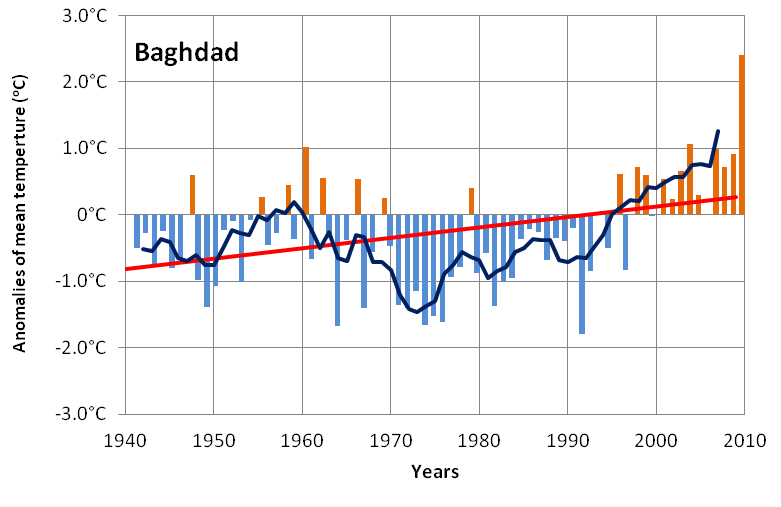 Baghdad
Anomalies of mean temperture (°C)
3.0°C
2.0°C
1.0°C
0°C
-1.0°C
-2.0°C
-3.0°C
1940 1950 1960 1970 1980 1990 2000 2010
Years